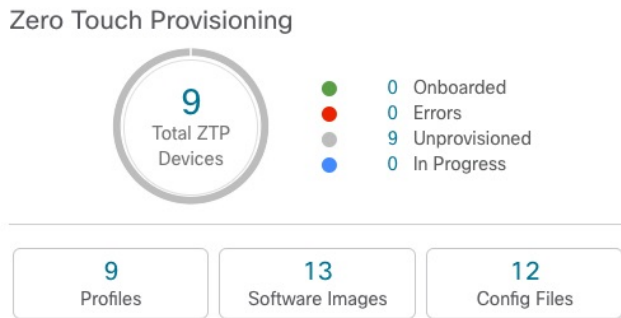 Zero Touch Provisioning
9
Total ZTP
Devices
0 Onboarded
0 Errors
9 Unprovisioned
0 In Progress
9
Profiles
13
Software Images
12
Config Files